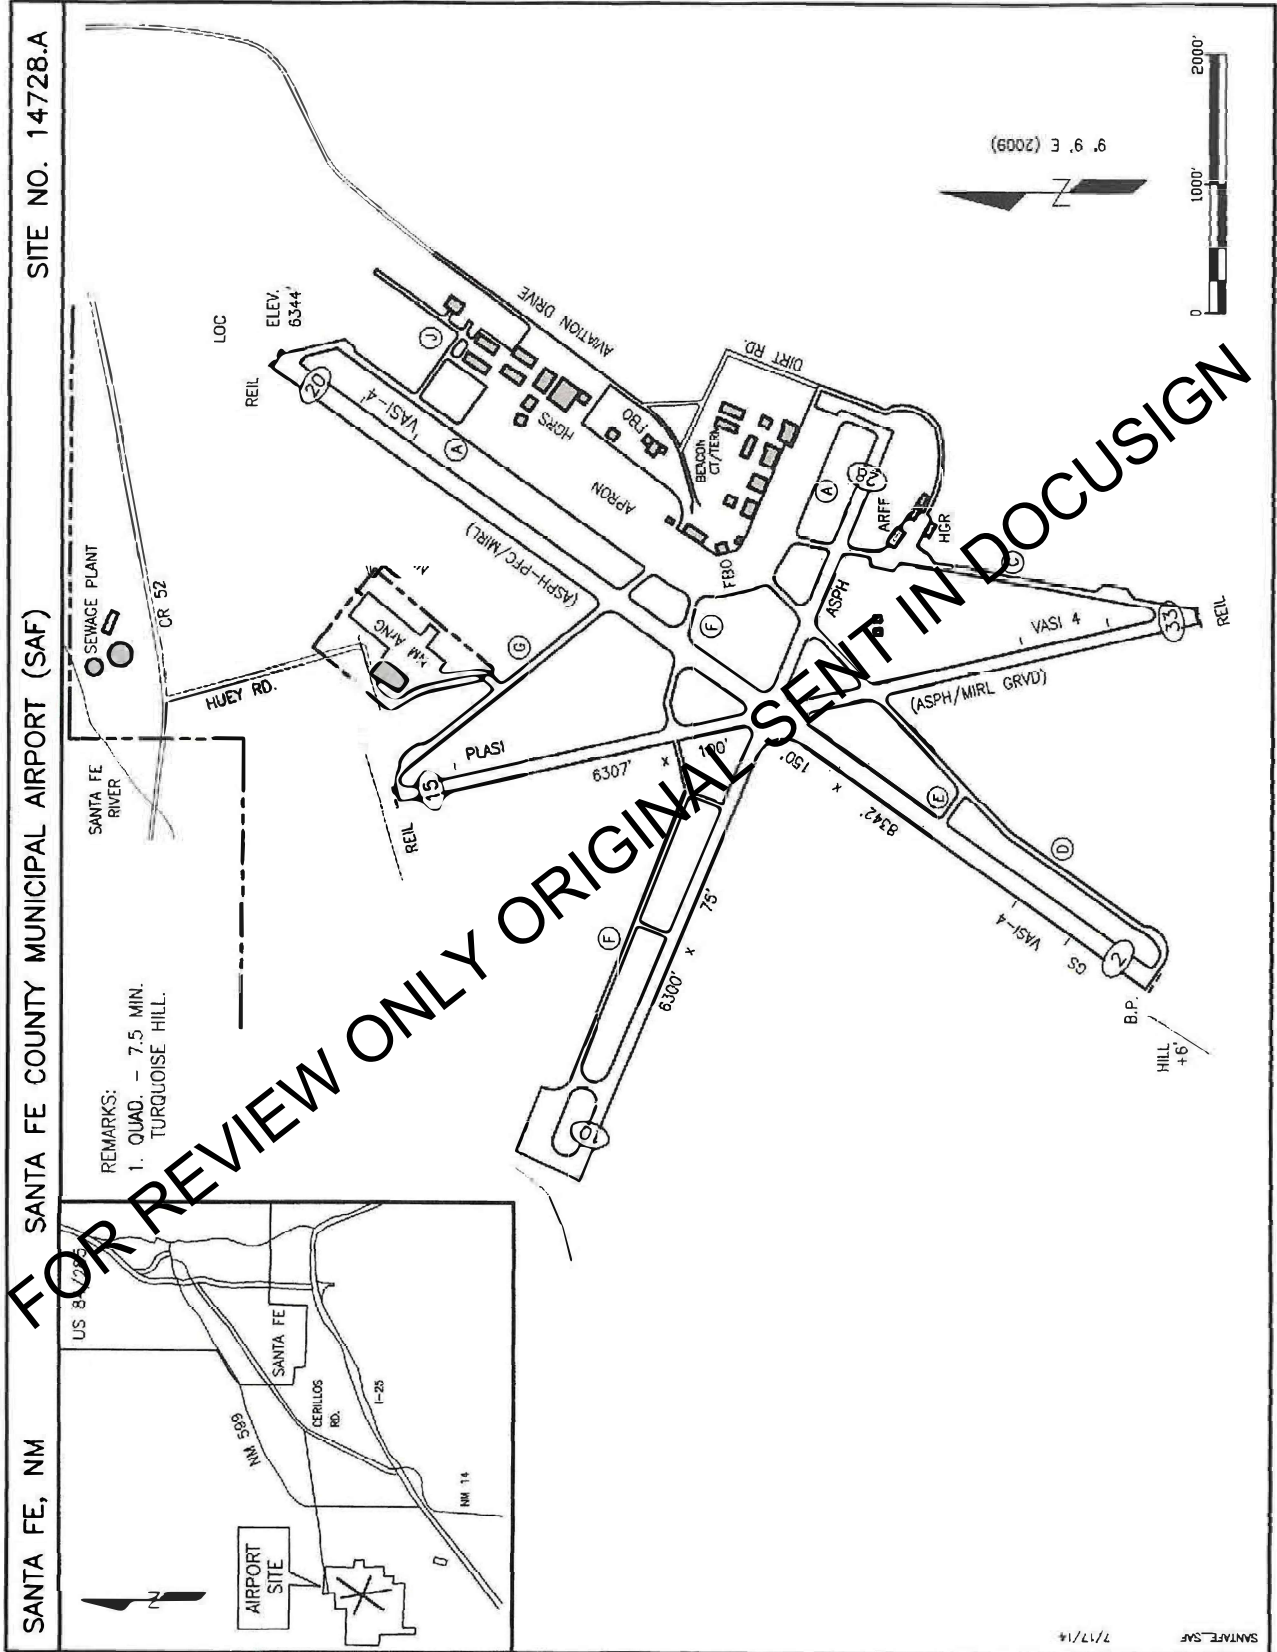 SANTA FE, NM
SANTA FE COUNTY MUNICIPAL AIRPORT (SAF)
SITE NO. 14728.A
REMARKS:
1. QUAD. - 7.5 MIN.
TURQUOISE HILL.
SANTA FE
RIVER
SEWAGE PLANT
CR 52
HUEY RD.
LOC
ELEV.
6344'
REIL
20
'VASI-4'
A
J
AVIATION DRIVE
HGRS
FBO
APRON
(ASPH-PFC/MIRL)
NM ArNG
G
BEACON
CT/TERM
DIRT RD.
FBO
F
A
28
ARFF
HGR
ASPH
C
VASI 4
33
REIL
(ASPH/MIRL GRVD)
REIL
15
PLASI
6307'
x
100'
150'
x
8342'
E
D
VASI-4
GS
2
B.P.
HILL
+6'
F
75'
x
6300'
10
N
9° 9' E (2009)
0
1000'
2000'
NM 599
SANTA FE
CERILLOS
RD.
I-25
NM 14
AIRPORT
SITE
N
SANTAFE_SAF
7/17/14
FOR REVIEW ONLY ORIGINAL SENT IN DOCUSIGN